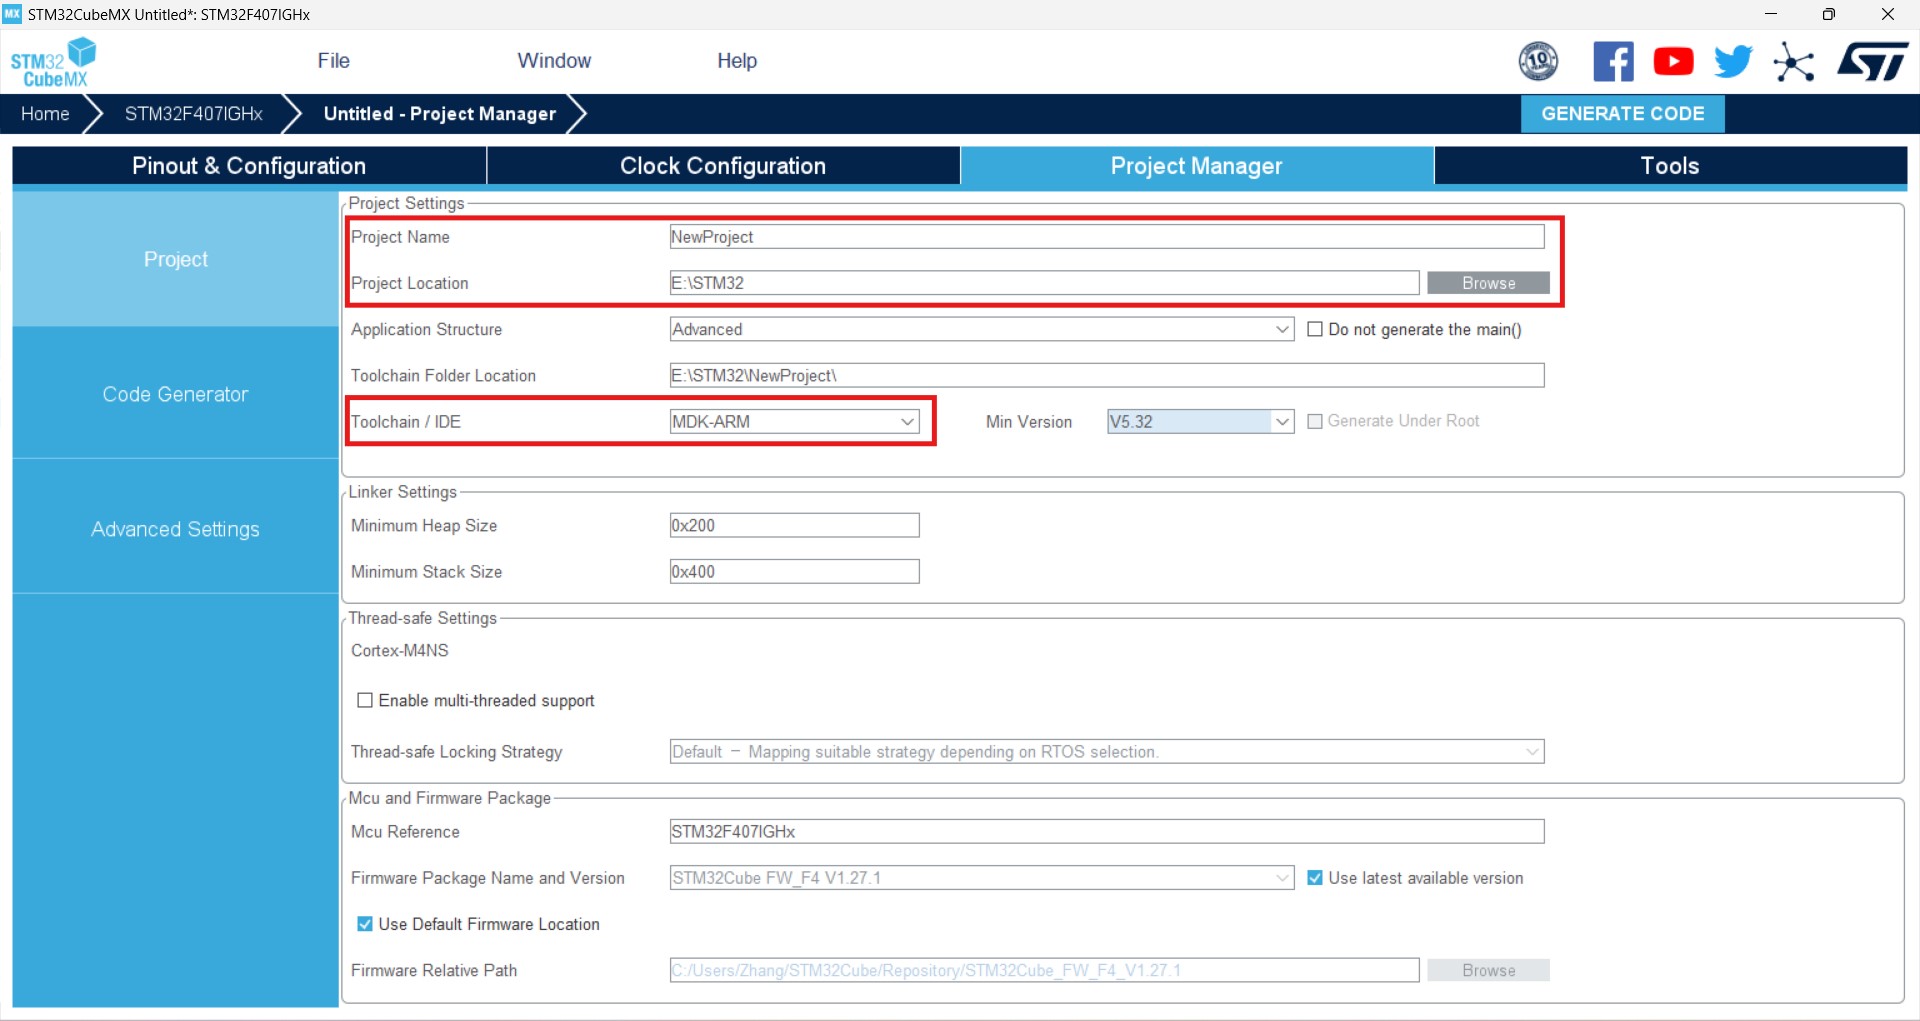 MX STM32CubeMX Untitled*: STM32F407IGHx
STM32
CubeMX
File Window Help
10
ST
Home STM32F407IGHx Untitled - Project Manager GENERATE CODE
Pinout & Configuration Clock Configuration Project Manager Tools
Project
Code Generator
Advanced Settings
Project Settings
Project Name NewProject
Project Location E:\STM32 Browse
Application Structure Advanced Do not generate the main()
Toolchain Folder Location E:\STM32\NewProject\
Toolchain / IDE MDK-ARM Min Version V5.32 Generate Under Root
Linker Settings
Minimum Heap Size 0x200
Minimum Stack Size 0x400
Thread-safe Settings
Cortex-M4NS
Enable multi-threaded support
Thread-safe Locking Strategy Default – Mapping suitable strategy depending on RTOS selection.
Mcu and Firmware Package
Mcu Reference STM32F407IGHx
Firmware Package Name and Version STM32Cube FW_F4 V1.27.1 Use latest available version
Use Default Firmware Location
Firmware Relative Path C:/Users/Zhang/STM32Cube/Repository/STM32Cube_FW_F4_V1.27.1 Browse